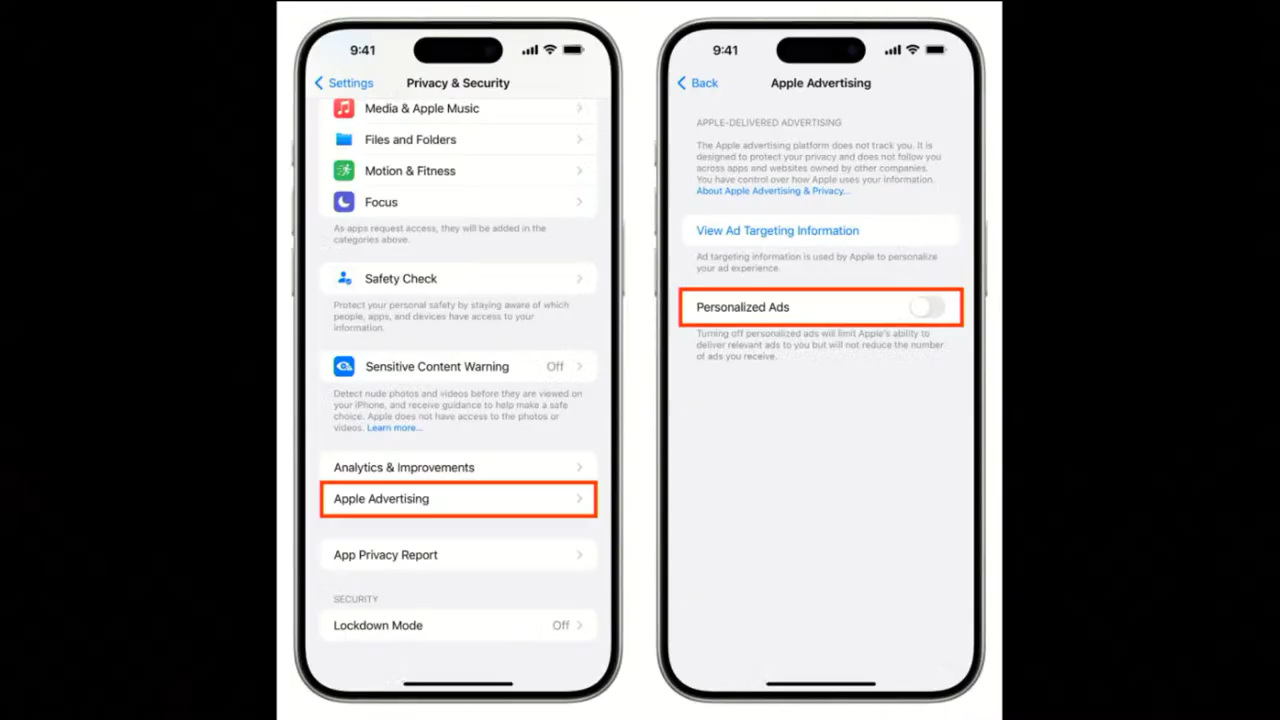 9:41
Settings
Privacy & Security
Media & Apple Music
Files and Folders
Motion & Fitness
Focus
As apps request access, they will be added in the
categories above.
Safety Check
Protect your personal safety by staying aware of which
people, apps, and devices have access to your
information.
Sensitive Content Warning Off
Detect nude photos and videos before they are viewed on
your iPhone, and receive guidance to help make a safe
choice. Apple does not have access to the photos or
videos. Learn more...
Analytics & Improvements
Apple Advertising
App Privacy Report
SECURITY
Lockdown Mode Off
9:41
Back
Apple Advertising
APPLE-DELIVERED ADVERTISING
The Apple advertising platform does not track you. It is
designed to protect your privacy and does not follow you
across apps and websites owned by other companies.
You have control over how Apple uses your information.
About Apple Advertising & Privacy...
View Ad Targeting Information
Ad targeting information is used by Apple to personalize
your ad experience.
Personalized Ads
Turning off personalized ads will limit Apple's ability to
deliver relevant ads to you but will not reduce the number
of ads you receive.